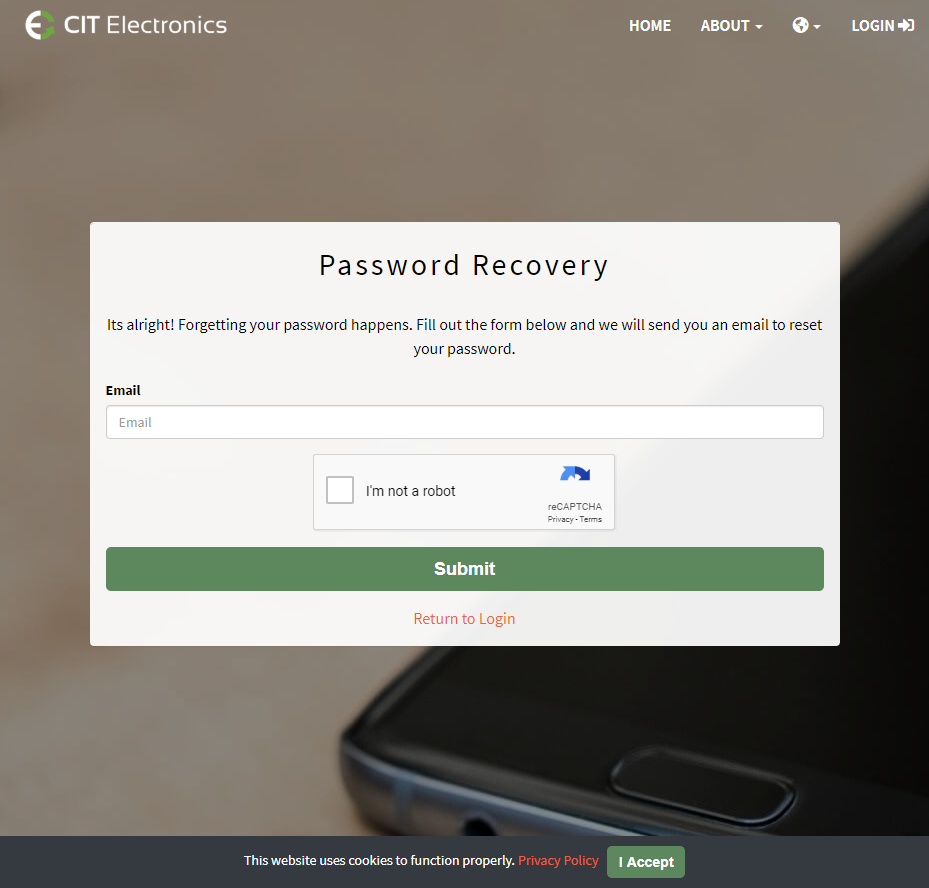 CIT Electronics
HOME
ABOUT
LOGIN
Password Recovery
Its alright! Forgetting your password happens. Fill out the form below and we will send you an email to reset
your password.
Email
Email
I'm not a robot
reCAPTCHA
Privacy - Terms
Submit
Return to Login
This website uses cookies to function properly. Privacy Policy
I Accept